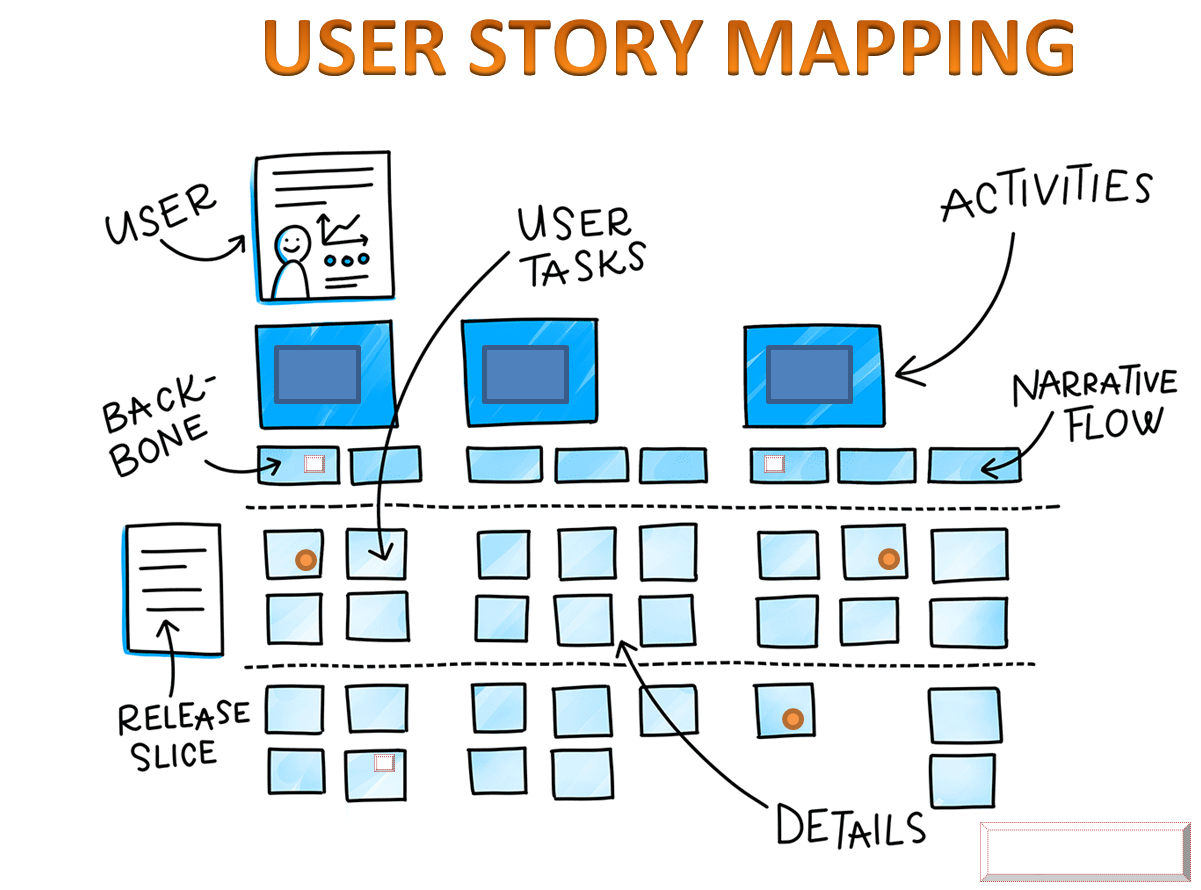 USER STORY MAPPING
USER
USER
TASKS
ACTIVITIES
BACK-
BONE
NARRATIVE
FLOW
RELEASE
SLICE
DETAILS